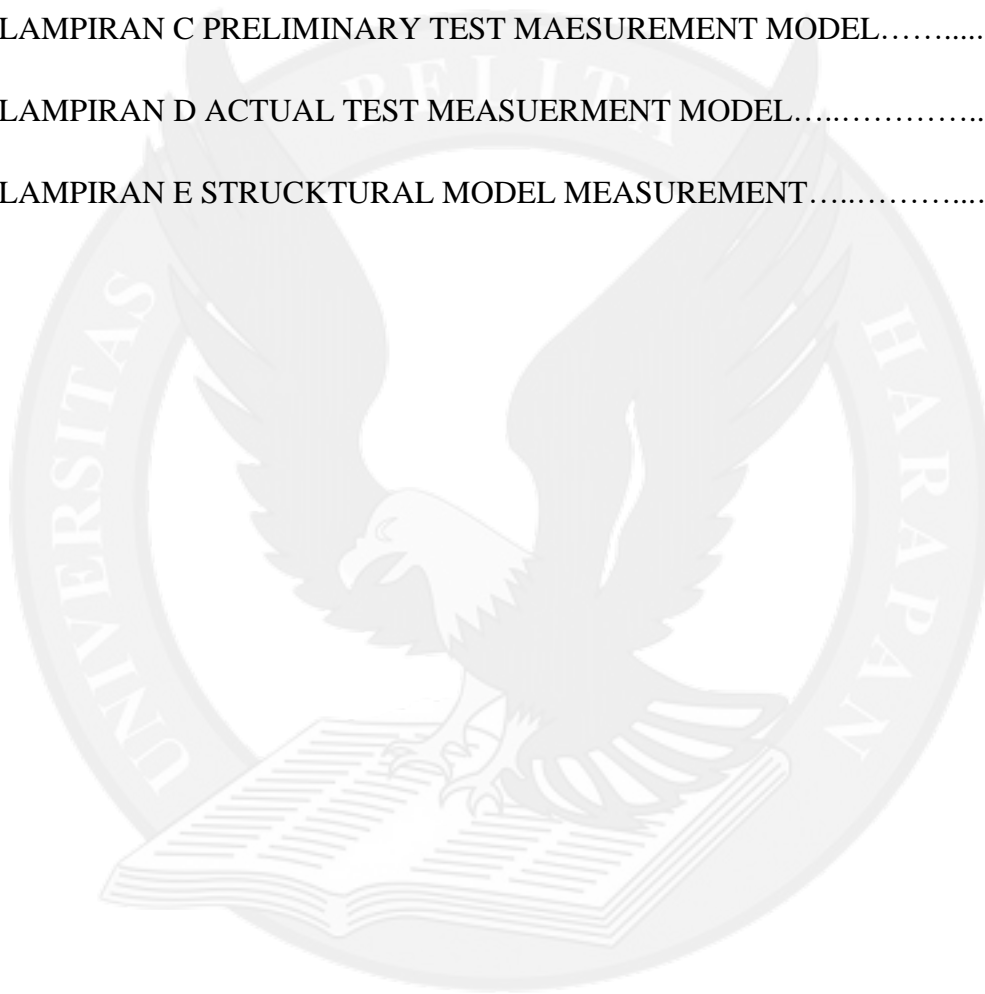 LAMPIRAN C PRELIMINARY TEST MAESUREMENT MODEL…….....
LAMPIRAN D ACTUAL TEST MEASUERMENT MODEL…..…………..
LAMPIRAN E STRUCKTURAL MODEL MEASUREMENT…..………..…
UNIVERSITAS PELITA HARAPAN